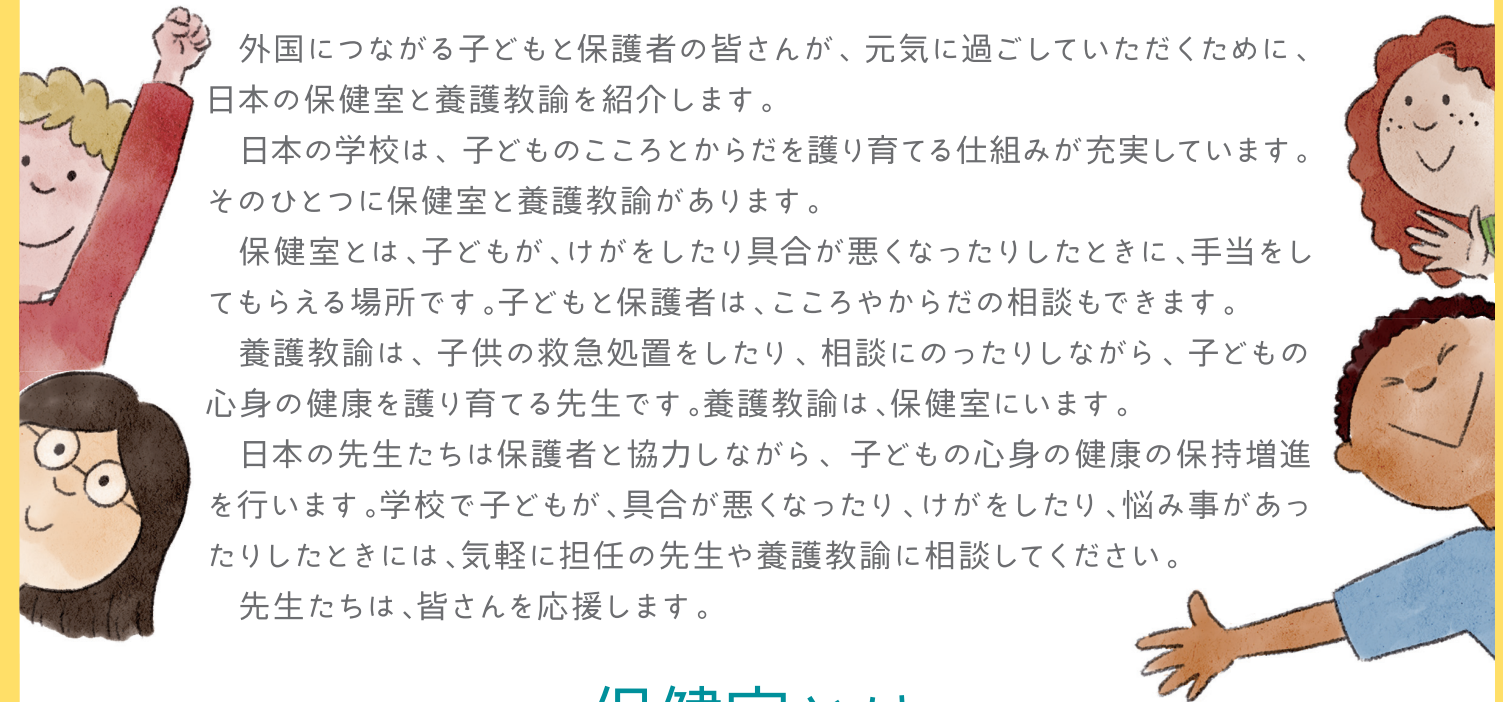 外国につながる子どもと保護者の皆さんが、元気に過ごしていただくために、
日本の保健室と養護教諭を紹介します。
日本の学校は、子どものこころとからだを護り育てる仕組みが充実しています。
そのひとつに保健室と養護教諭があります。
保健室とは、子どもが、けがをしたり具合が悪くなったりしたときに、手当をし
てもらえる場所です。子どもと保護者は、こころやからだの相談もできます。
養護教諭は、子供の救急処置をしたり、相談にのったりしながら、子どもの
心身の健康を護り育てる先生です。養護教諭は、保健室にいます。
日本の先生たちは保護者と協力しながら、子どもの心身の健康の保持増進
を行います。学校で子どもが、具合が悪くなったり、けがをしたり、悩み事があっ
たりしたときには、気軽に担任の先生や養護教諭に相談してください。
先生たちは、皆さんを応援します。
保健室とは